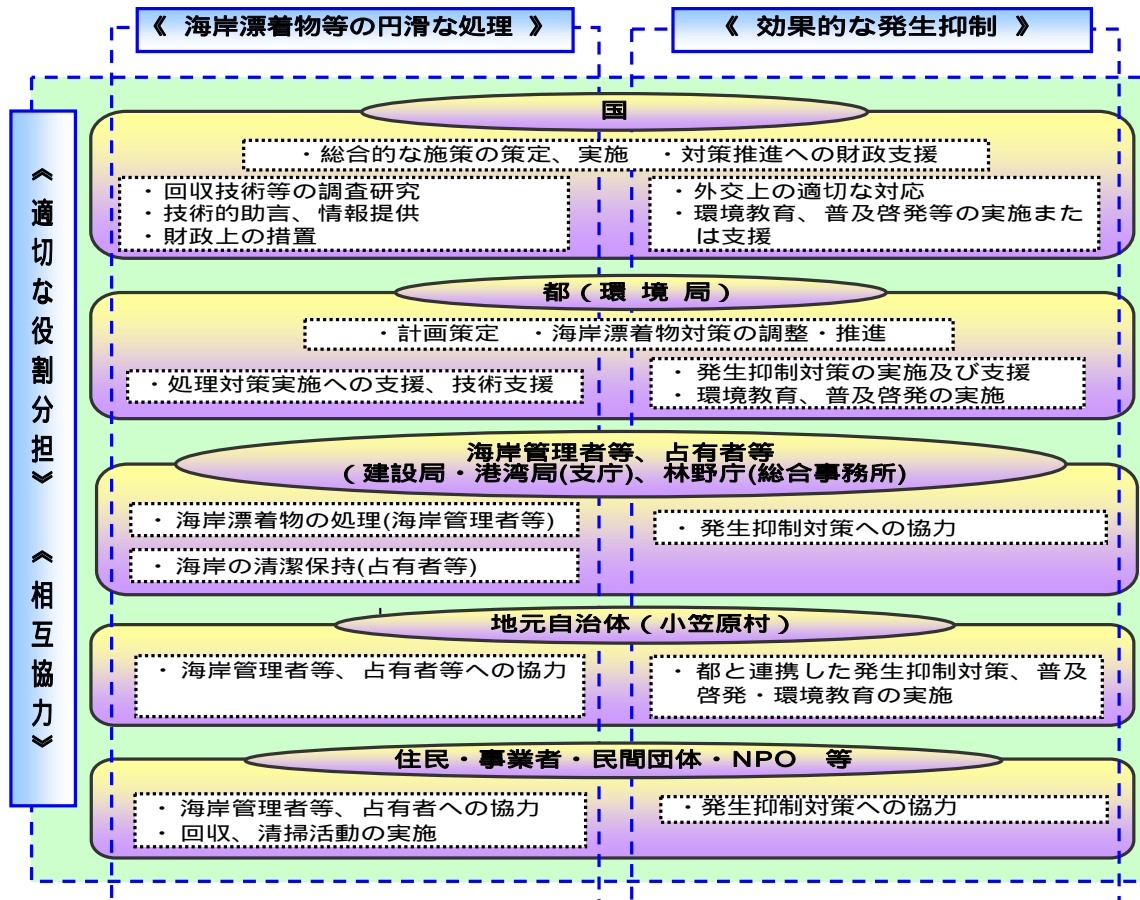 《 海岸漂着物等の円滑な処理 》
《 効果的な発生抑制 》
《 適切な役割分担 》 《 相互協力 》
国
・総合的な施策の策定、実施 ・対策推進への財政支援
・回収技術等の調査研究
・技術的助言、情報提供
・財政上の措置
・外交上の適切な対応
・環境教育、普及啓発等の実施また
は支援
都（環 境 局）
・計画策定 ・海岸漂着物対策の調整・推進
・処理対策実施への支援、技術支援
・発生抑制対策の実施及び支援
・環境教育、普及啓発の実施
海岸管理者等、占有者等
（建設局・港湾局(支庁)、林野庁(総合事務所)
・海岸漂着物の処理(海岸管理者等)
・海岸の清潔保持(占有者等)
・発生抑制対策への協力
地元自治体（小笠原村）
・海岸管理者等、占有者等への協力
・都と連携した発生抑制対策、普及
啓発・環境教育の実施
住民・事業者・民間団体・NPO 等
・海岸管理者等、占有者への協力
・回収、清掃活動の実施
・発生抑制対策への協力